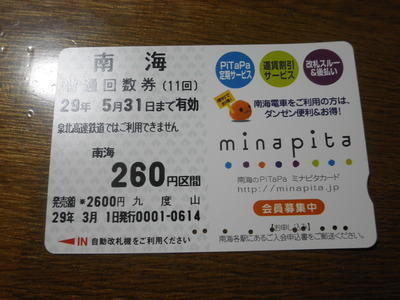 南海
普通回数券(11回)
29年 5月31日まで有効
泉北高速鉄道ではご利用できません
南海
260円区間
発売額 *2600円 九度山
29年 3月 1日発行0001-0614
◀IN 自動改札機をご利用ください
PiTaPa
定期サービス
運賃割引
サービス
改札スルー
&後払い
南海電車をご利用の方は、
ダンゼン便利&お得!
minapita
南海のPiTaPa ミナピタカード
http://minapita.jp
会員募集中
【お申し込み】
南海各駅にあるご入会申込書をご郵送ください。